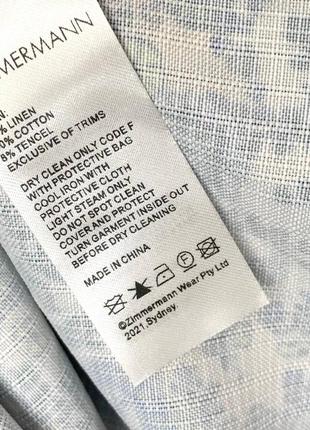 MMERMANN
N:
% LINEN
0% COTTON
8% TENCEL
EXCLUSIVE OF TRIMS
DRY CLEAN ONLY CODE F
WITH PROTECTIVE BAG
COOL IRON WITH
PROTECTIVE CLOTH
LIGHT STEAM ONLY
DO NOT SPOT CLEAN
COVER AND PROTECT
TURN GARMENT INSIDE OUT
BEFORE DRY CLEANING
MADE IN CHINA
F
©Zimmermann Wear Pty Ltd
2021.Sydney.